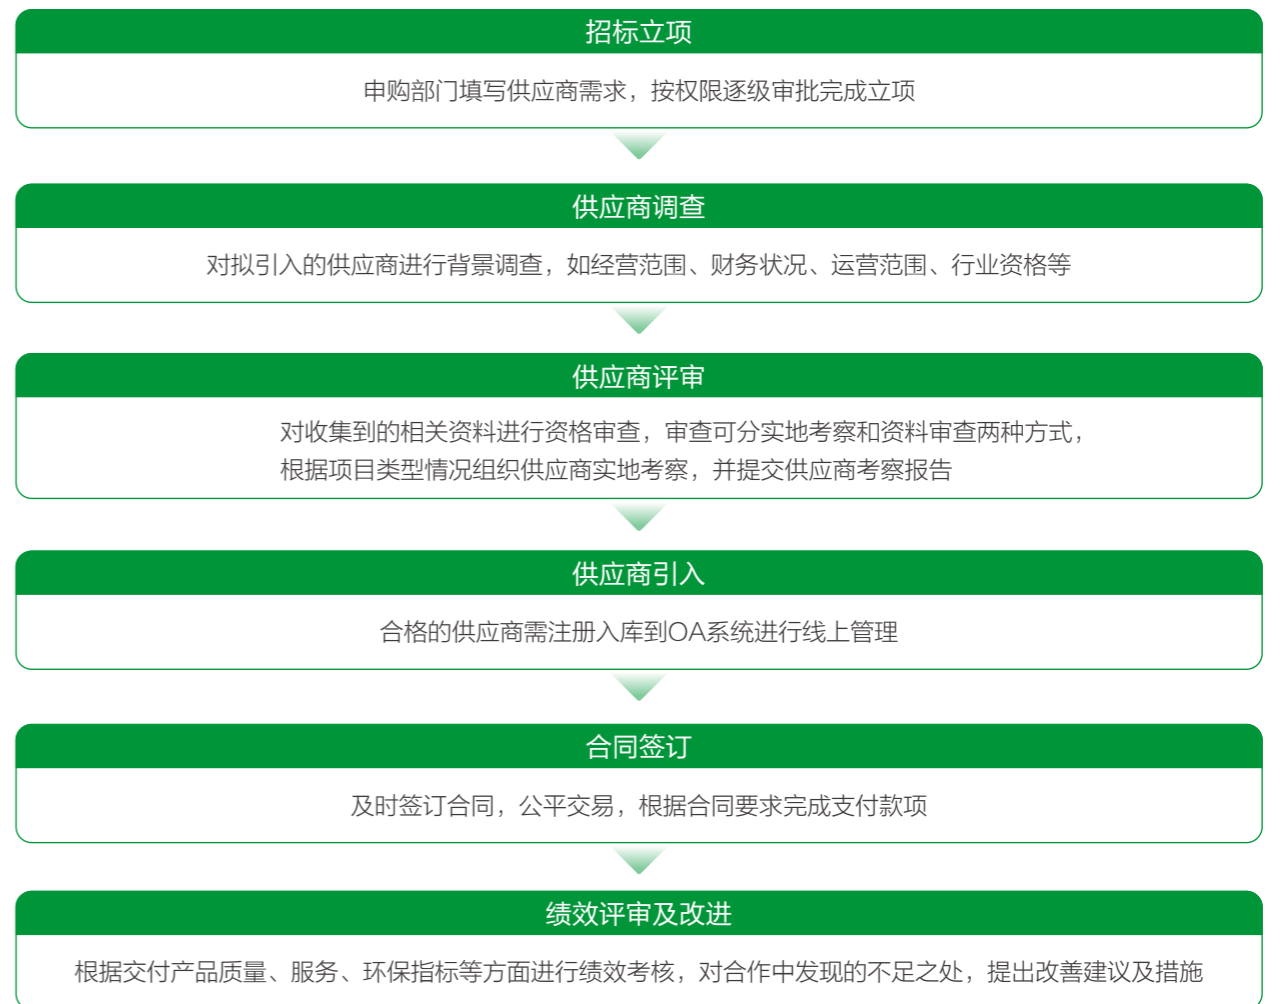 招标立项
申购部门填写供应商需求，按权限逐级审批完成立项
供应商调查
对拟引入的供应商进行背景调查，如经营范围、财务状况、运营范围、行业资格等
供应商评审
对收集到的相关资料进行资格审查，审查可分实地考察和资料审查两种方式，
根据项目类型情况组织供应商实地考察，并提交供应商考察报告
供应商引入
合格的供应商需注册入库到OA系统进行线上管理
合同签订
及时签订合同，公平交易，根据合同要求完成支付款项
绩效评审及改进
根据交付产品质量、服务、环保指标等方面进行绩效考核，对合作中发现的不足之处，提出改善建议及措施